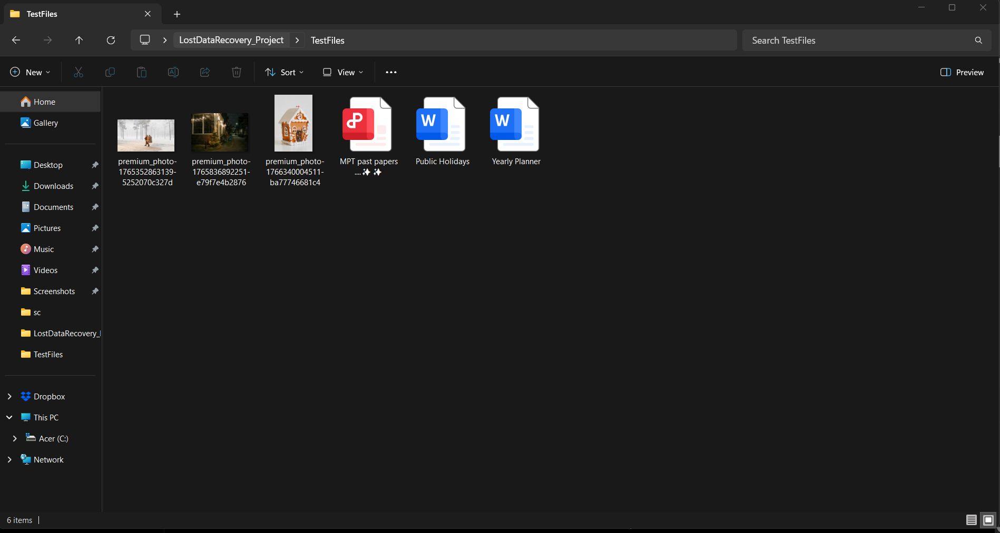 TestFiles
LostDataRecovery_Project
TestFiles
Search TestFiles
New
Sort
View
Preview
Home
Gallery
Desktop
Downloads
Documents
Pictures
Music
Videos
Screenshots
sc
LostDataRecovery_
TestFiles
Dropbox
This PC
Acer (C:)
Network
premium_photo-
1765352863139-
5252070c327d
premium_photo-
1765836892251-
e79f7e4b2876
premium_photo-
1766340004511-
ba77746681c4
MPT past papers
....✨ ✨
W
Public Holidays
W
Yearly Planner
6 items